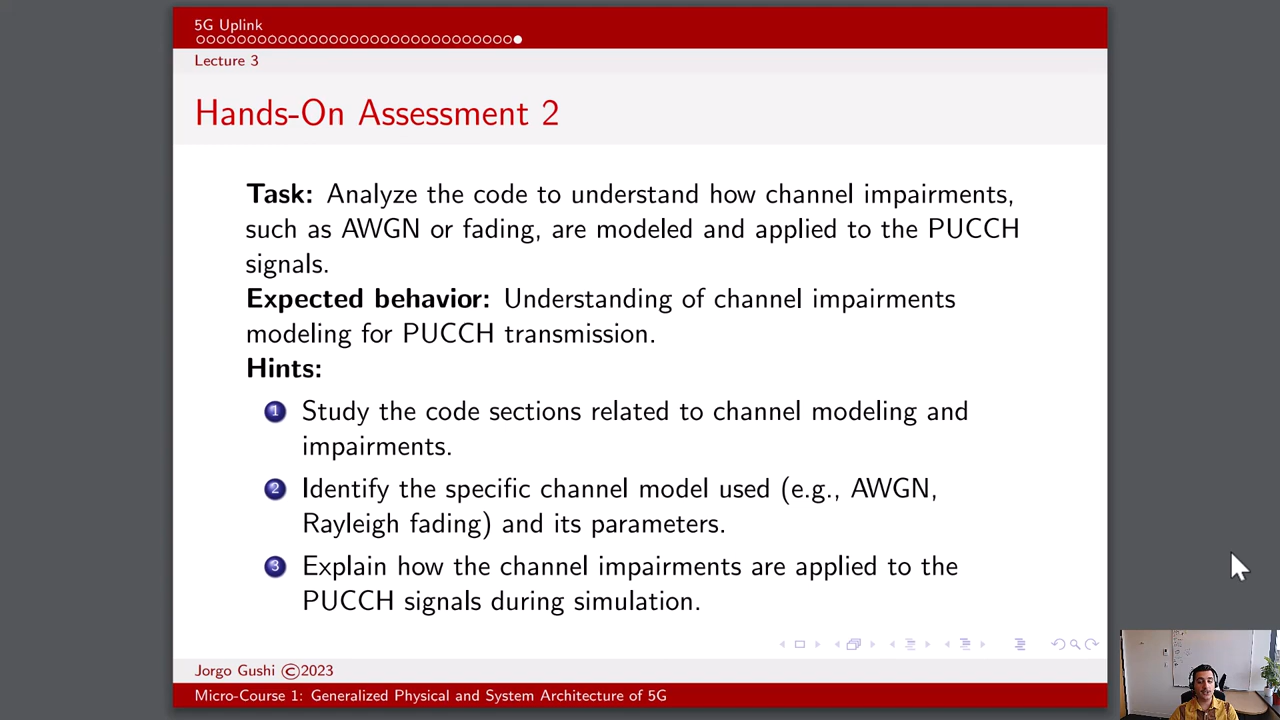 5G Uplink
Lecture 3
Hands-On Assessment 2
Task: Analyze the code to understand how channel impairments,
such as AWGN or fading, are modeled and applied to the PUCCH
signals.
Expected behavior: Understanding of channel impairments
modeling for PUCCH transmission.
Hints:
1 Study the code sections related to channel modeling and
impairments.
2 Identify the specific channel model used (e.g., AWGN,
Rayleigh fading) and its parameters.
3 Explain how the channel impairments are applied to the
PUCCH signals during simulation.
Jorgo Gushi ©2023
Micro-Course 1: Generalized Physical and System Architecture of 5G